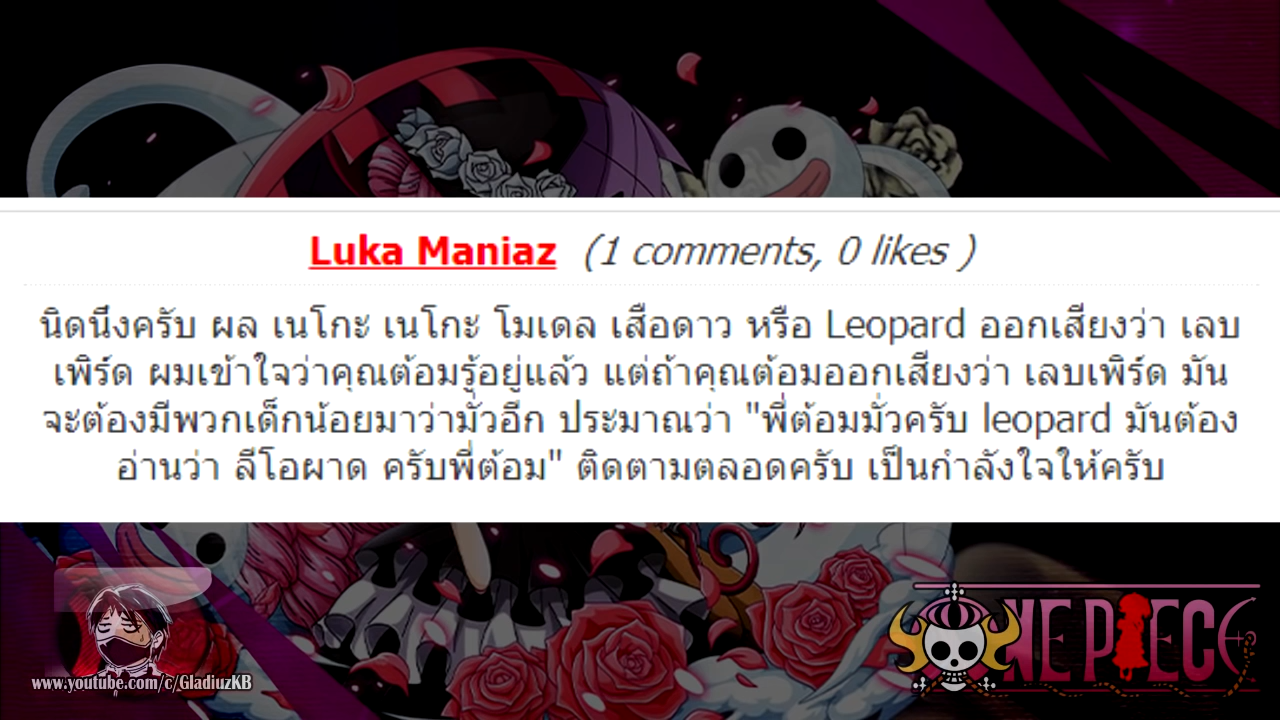 Luka Maniaz (1 comments, 0 likes )
นิดนึงครับ ผล เนโกะ เนโกะ โมเดล เสือดาว หรือ Leopard ออกเสียงว่า เลบ
เพิร์ด ผมเข้าใจว่าคุณต้อมรู้อยู่แล้ว แต่ถ้าคุณต้อมออกเสียงว่า เลบเพิร์ด มัน
จะต้องมีพวกเด็กน้อยมาว่ามั่วอีก ประมาณว่า "พี่ต้อมมั่วครับ leopard มันต้อง
อ่านว่า ลีโอผาด ครับพี่ต้อม" ติดตามตลอดครับ เป็นกำลังใจให้ครับ
www.youtube.com/c/GladiuzKB
ONE PIECE